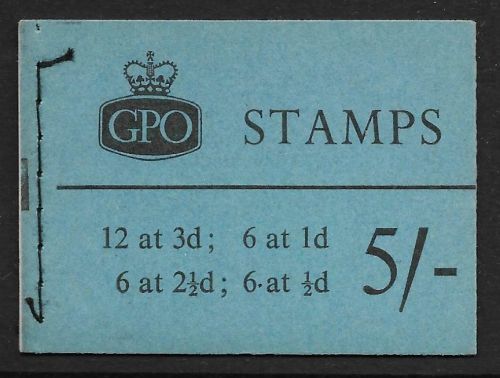 GPO
STAMPS
12 at 3d; 6 at 1d
6 at 2½d; 6 at ½d
5/-